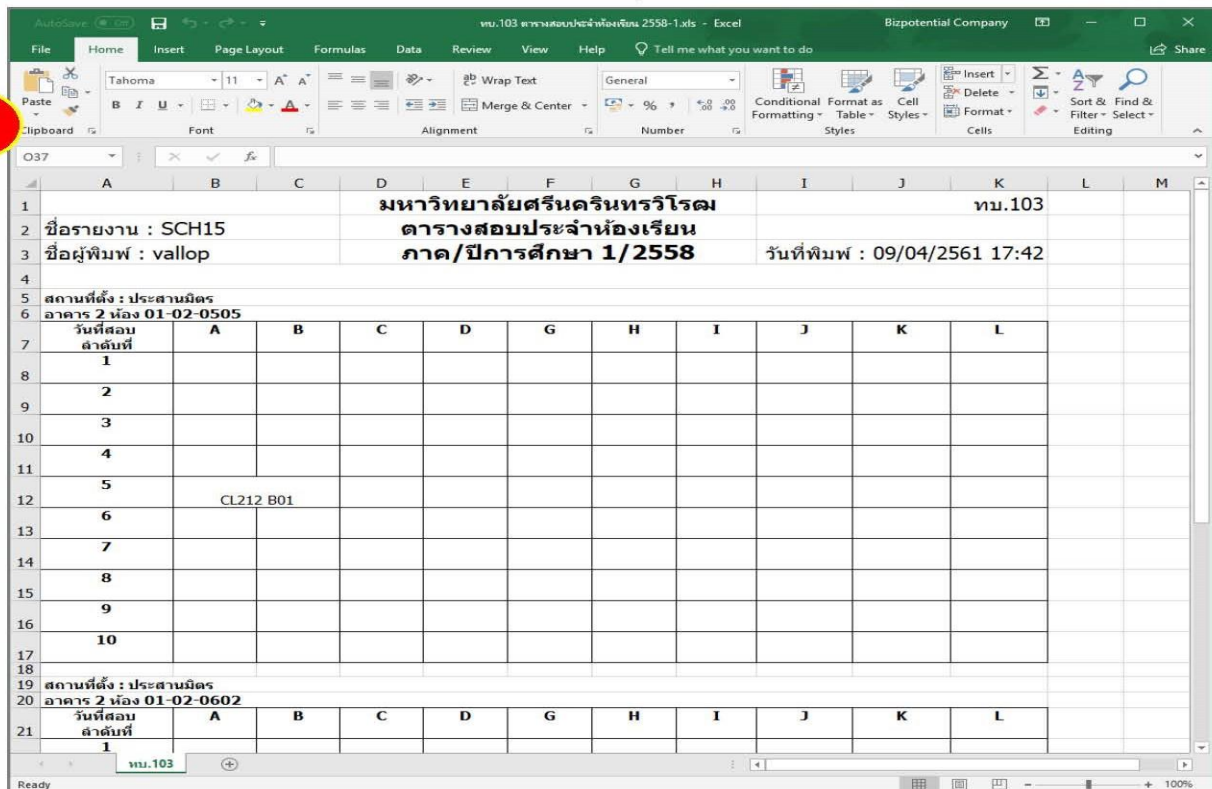 AutoSave Off ทบ.103 ตารางสอบประจำห้องเรียน 2558-1.xls - Excel Bizpotential Company
File Home Insert Page Layout Formulas Data Review View Help Tell me what you want to do Share
Paste Tahoma 11 A A Wrap Text General Conditional Formatting Format as Table Cell Styles Insert Delete Format Sort & Filter Find & Select
B I U A Merge & Center % ,
Clipboard Font Alignment Number Styles Cells Editing
O37 fx
A B C D E F G H I J K L M
1 มหาวิทยาลัยศรีนครินทรวิโรฒ ทบ.103
2 ชื่อรายงาน : SCH15 ตารางสอบประจำห้องเรียน
3 ชื่อผู้พิมพ์ : vallop ภาค/ปีการศึกษา 1/2558 วันที่พิมพ์ : 09/04/2561 17:42
4
5 สถานที่ตั้ง : ประสานมิตร
6 อาคาร 2 ห้อง 01-02-0505
วันที่สอบ A B C D G H I J K L
7 ลำดับที่
1
8
2
9
3
10
4
11
5
12 CL212 B01
6
13
7
14
8
15
9
16
10
17
18
19 สถานที่ตั้ง : ประสานมิตร
20 อาคาร 2 ห้อง 01-02-0602
วันที่สอบ A B C D G H I J K L
21 ลำดับที่
1
ทบ.103
Ready 100%